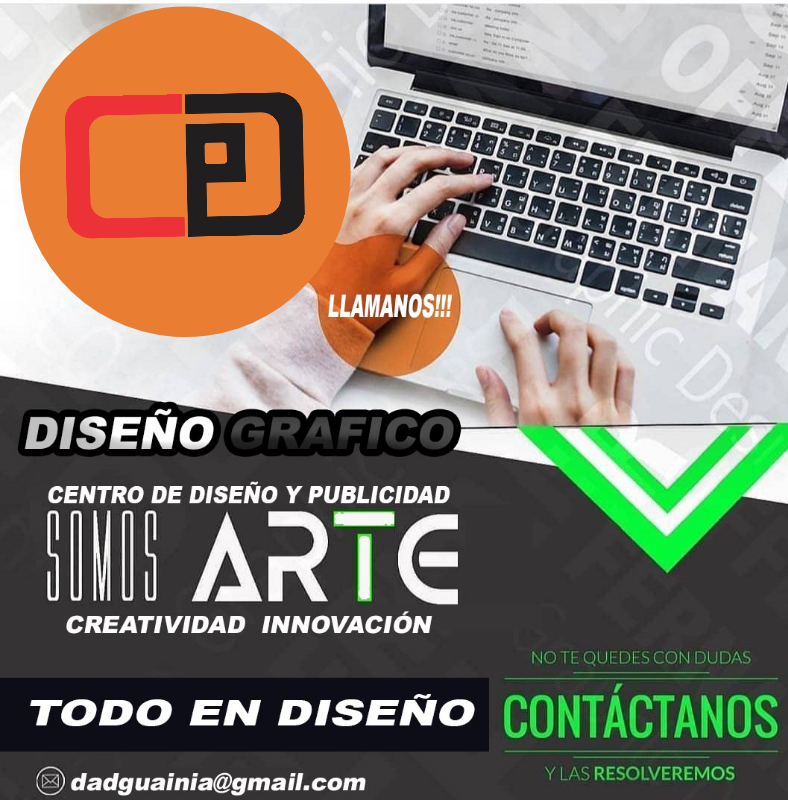 CPD
LLAMANOS!!!
DISEÑO GRAFICO
CENTRO DE DISEÑO Y PUBLICIDAD
SOMOS ARTE
CREATIVIDAD INNOVACIÓN
TODO EN DISEÑO
dadguainia@gmail.com
NO TE QUEDES CON DUDAS
CONTÁCTANOS
Y LAS RESOLVEREMOS